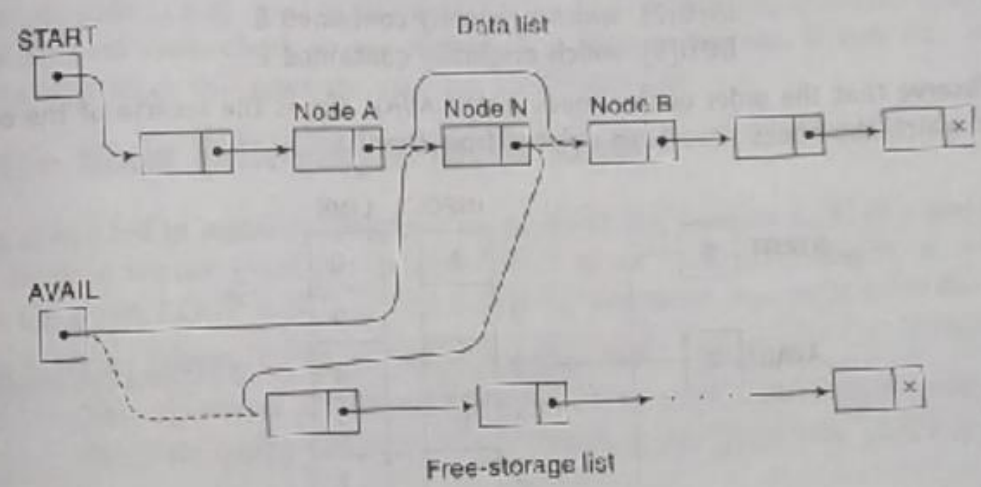 Data list
START
Node A
Node N
Node B
×
AVAIL
×
Free-storage list